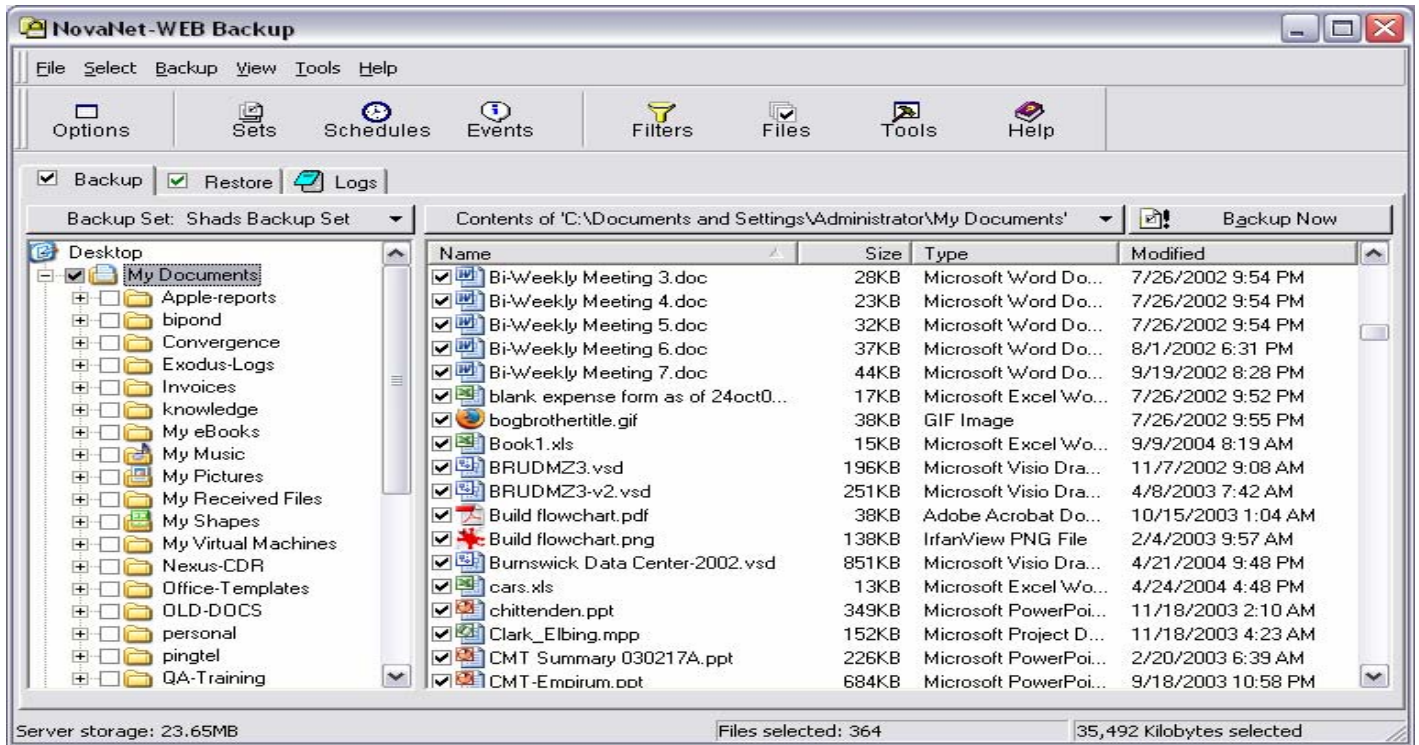 NovaNet-WEB Backup
File Select Backup View Tools Help
Options Sets Schedules Events Filters Files Tools Help
Backup Restore Logs
Backup Set: Shads Backup Set Contents of 'C:\Documents and Settings\Administrator\My Documents' Backup Now
Desktop
My Documents
Apple-reports
bipond
Convergence
Exodus-Logs
Invoices
knowledge
My eBooks
My Music
My Pictures
My Received Files
My Shapes
My Virtual Machines
Nexus-CDR
Office-Templates
OLD-DOCS
personal
pingtel
QA-Training
Name Size Type Modified
Bi-Weekly Meeting 3.doc 28KB Microsoft Word Do... 7/26/2002 9:54 PM
Bi-Weekly Meeting 4.doc 23KB Microsoft Word Do... 7/26/2002 9:54 PM
Bi-Weekly Meeting 5.doc 32KB Microsoft Word Do... 7/26/2002 9:54 PM
Bi-Weekly Meeting 6.doc 37KB Microsoft Word Do... 8/1/2002 6:31 PM
Bi-Weekly Meeting 7.doc 44KB Microsoft Word Do... 9/19/2002 8:28 PM
blank expense form as of 24oct0... 17KB Microsoft Excel Wo... 7/26/2002 9:52 PM
bogbrothertitle.gif 38KB GIF Image 7/26/2002 9:55 PM
Book1.xls 15KB Microsoft Excel Wo... 9/9/2004 8:19 AM
BRUDMZ3.vsd 196KB Microsoft Visio Dra... 11/7/2002 9:08 AM
BRUDMZ3-v2.vsd 251KB Microsoft Visio Dra... 4/8/2003 7:42 AM
Build flowchart.pdf 38KB Adobe Acrobat Do... 10/15/2003 1:04 AM
Build flowchart.png 138KB IrfanView PNG File 2/4/2003 9:57 AM
Burnswick Data Center-2002.vsd 851KB Microsoft Visio Dra... 4/21/2004 9:48 PM
cars.xls 13KB Microsoft Excel Wo... 4/24/2004 4:48 PM
chittenden.ppt 349KB Microsoft PowerPoi... 11/18/2003 2:10 AM
Clark_Elbing.mpp 152KB Microsoft Project D... 11/18/2003 4:23 AM
CMT Summary 030217A.ppt 226KB Microsoft PowerPoi... 2/20/2003 6:39 AM
CMT-Empirum.ppt 684KB Microsoft PowerPoi... 9/18/2003 10:58 PM
Server storage: 23.65MB Files selected: 364 35,492 Kilobytes selected